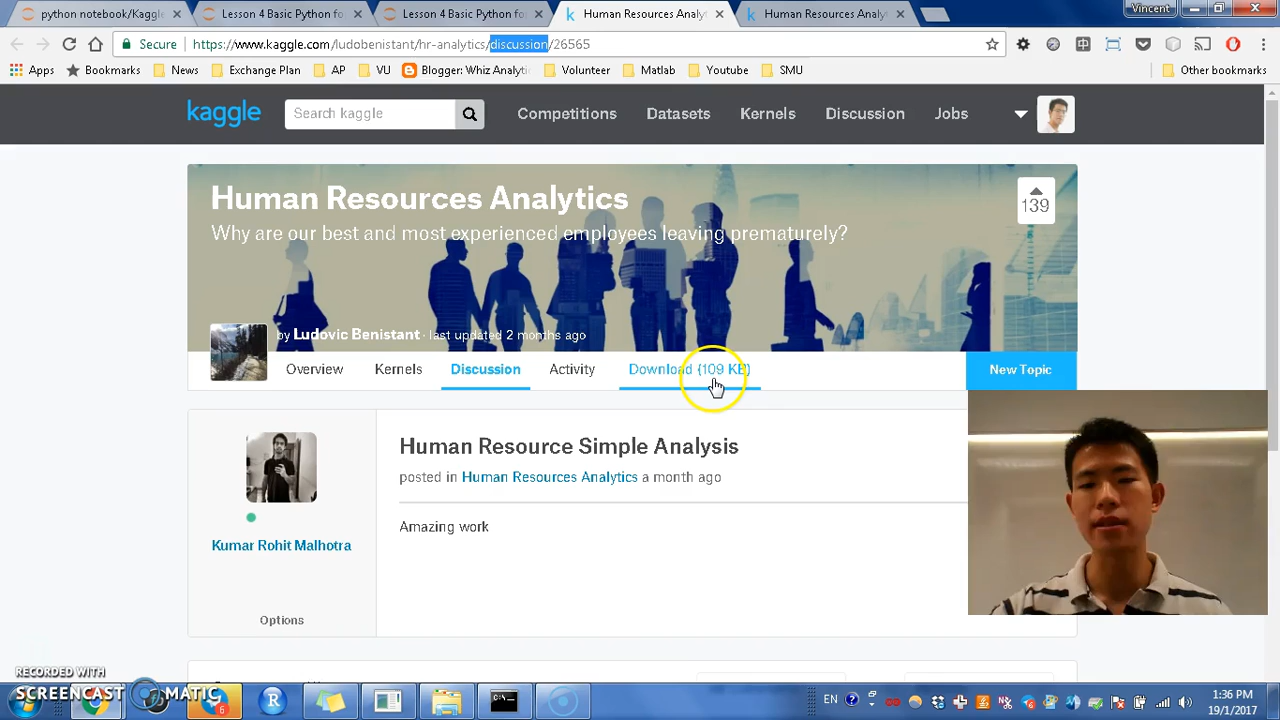 python notebook/Kaggl
Lesson 4 Basic Python fo
Lesson 4 Basic Python fo
Human Resources Analy
Human Resources Analy
Vincent
Secure
https://www.kaggle.com/ludobenistant/hr-analytics/discussion/26565
Apps
Bookmarks
News
Exchange Plan
AP
VU
Blogger: Whiz Analyti
Volunteer
Matlab
Youtube
SMU
Other bookmarks
kaggle
Search kaggle
Competitions
Datasets
Kernels
Discussion
Jobs
Human Resources Analytics
139
Why are our best and most experienced employees leaving prematurely?
by Ludovic Benistant · last updated 2 months ago
Overview
Kernels
Discussion
Activity
Download (109 KB)
New Topic
Human Resource Simple Analysis
posted in Human Resources Analytics a month ago
Amazing work
Kumar Rohit Malhotra
Options
RECORDED WITH
SCREENCAST MATIC
6
R
EN
1:36 PM
19/1/2017